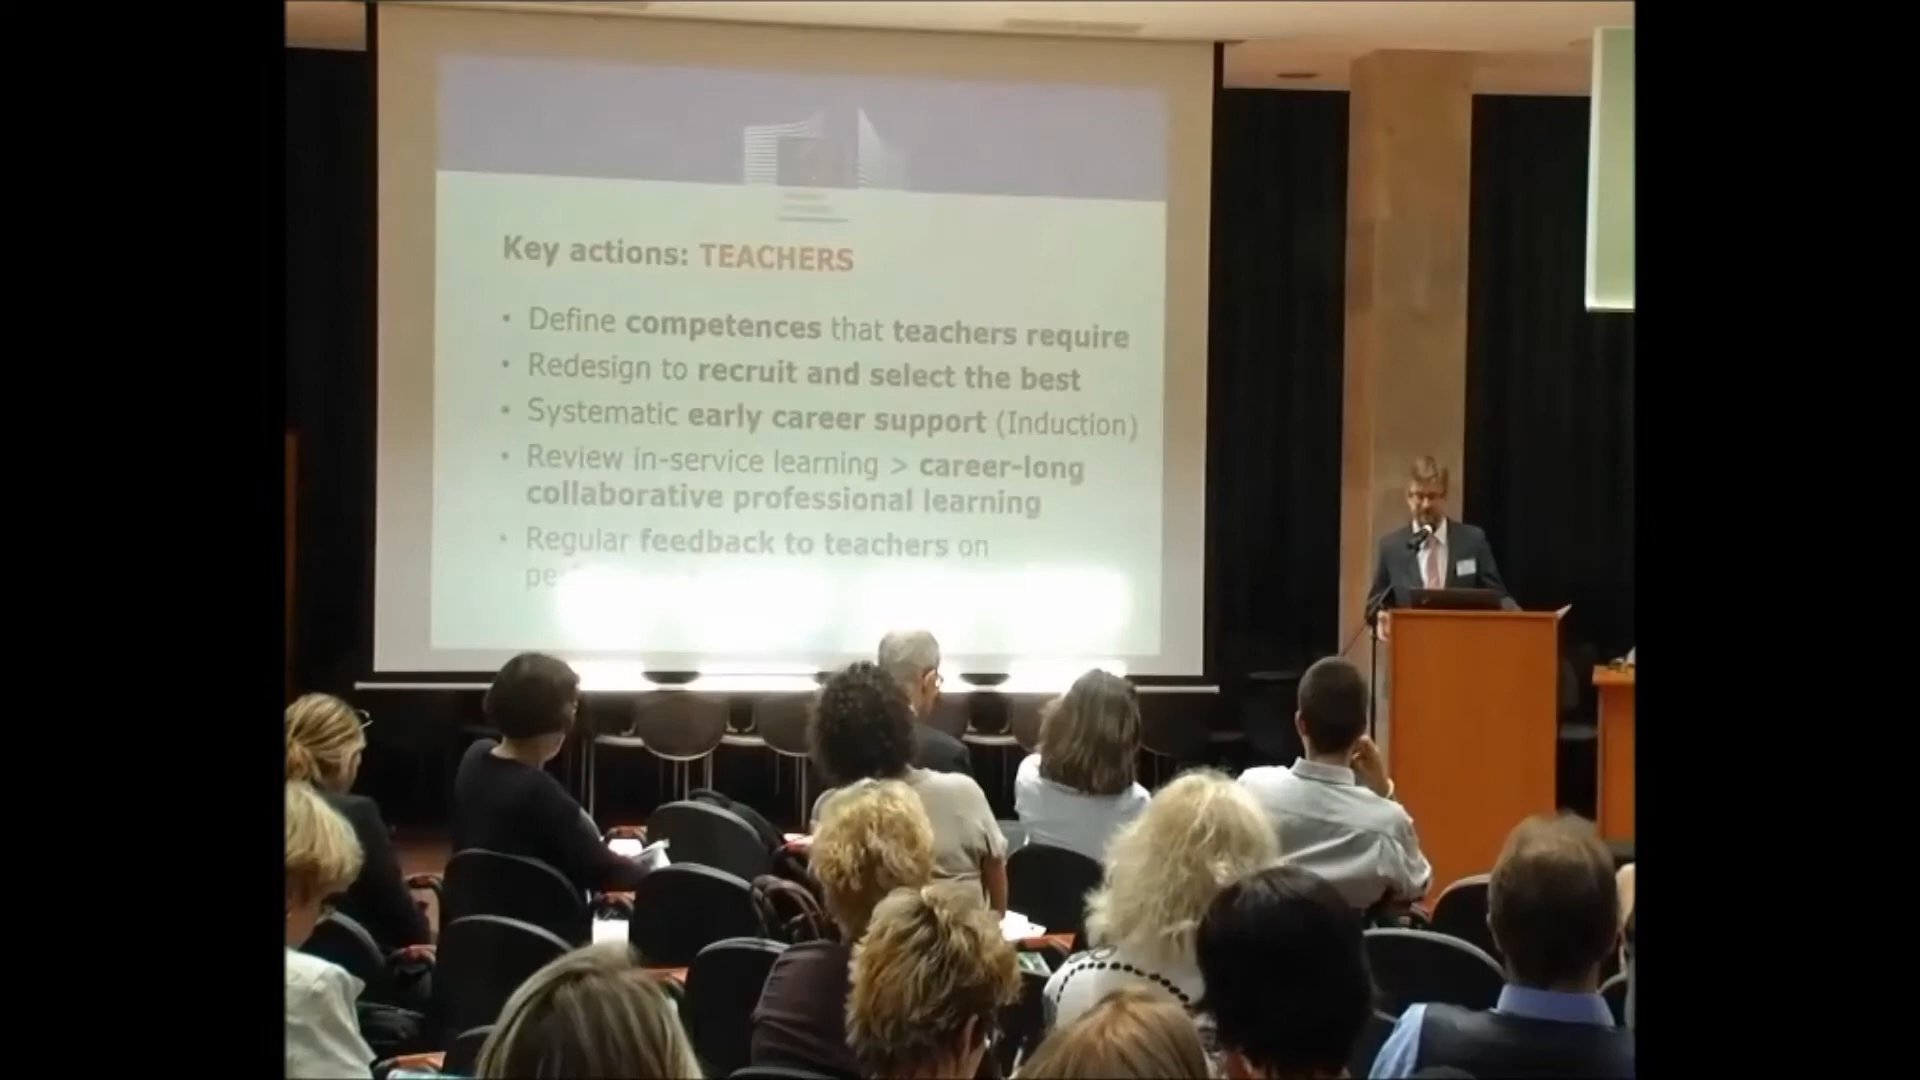 Key actions: TEACHERS
• Define competences that teachers require
• Redesign to recruit and select the best
• Systematic early career support (Induction)
• Review in-service learning > career-long
collaborative professional learning
• Regular feedback to teachers on